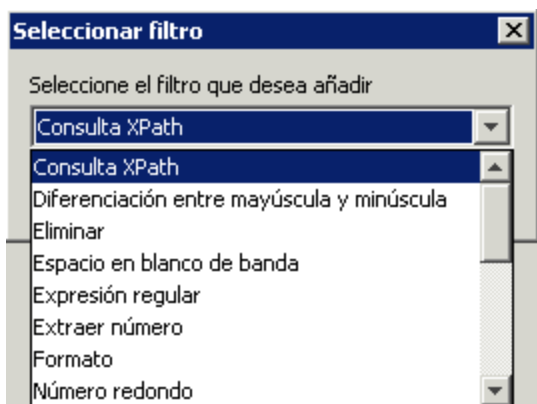 Seleccionar filtro
Seleccione el filtro que desea añadir
Consulta XPath
Consulta XPath
Diferenciación entre mayúscula y minúscula
Eliminar
Espacio en blanco de banda
Expresión regular
Extraer número
Formato
Número redondo